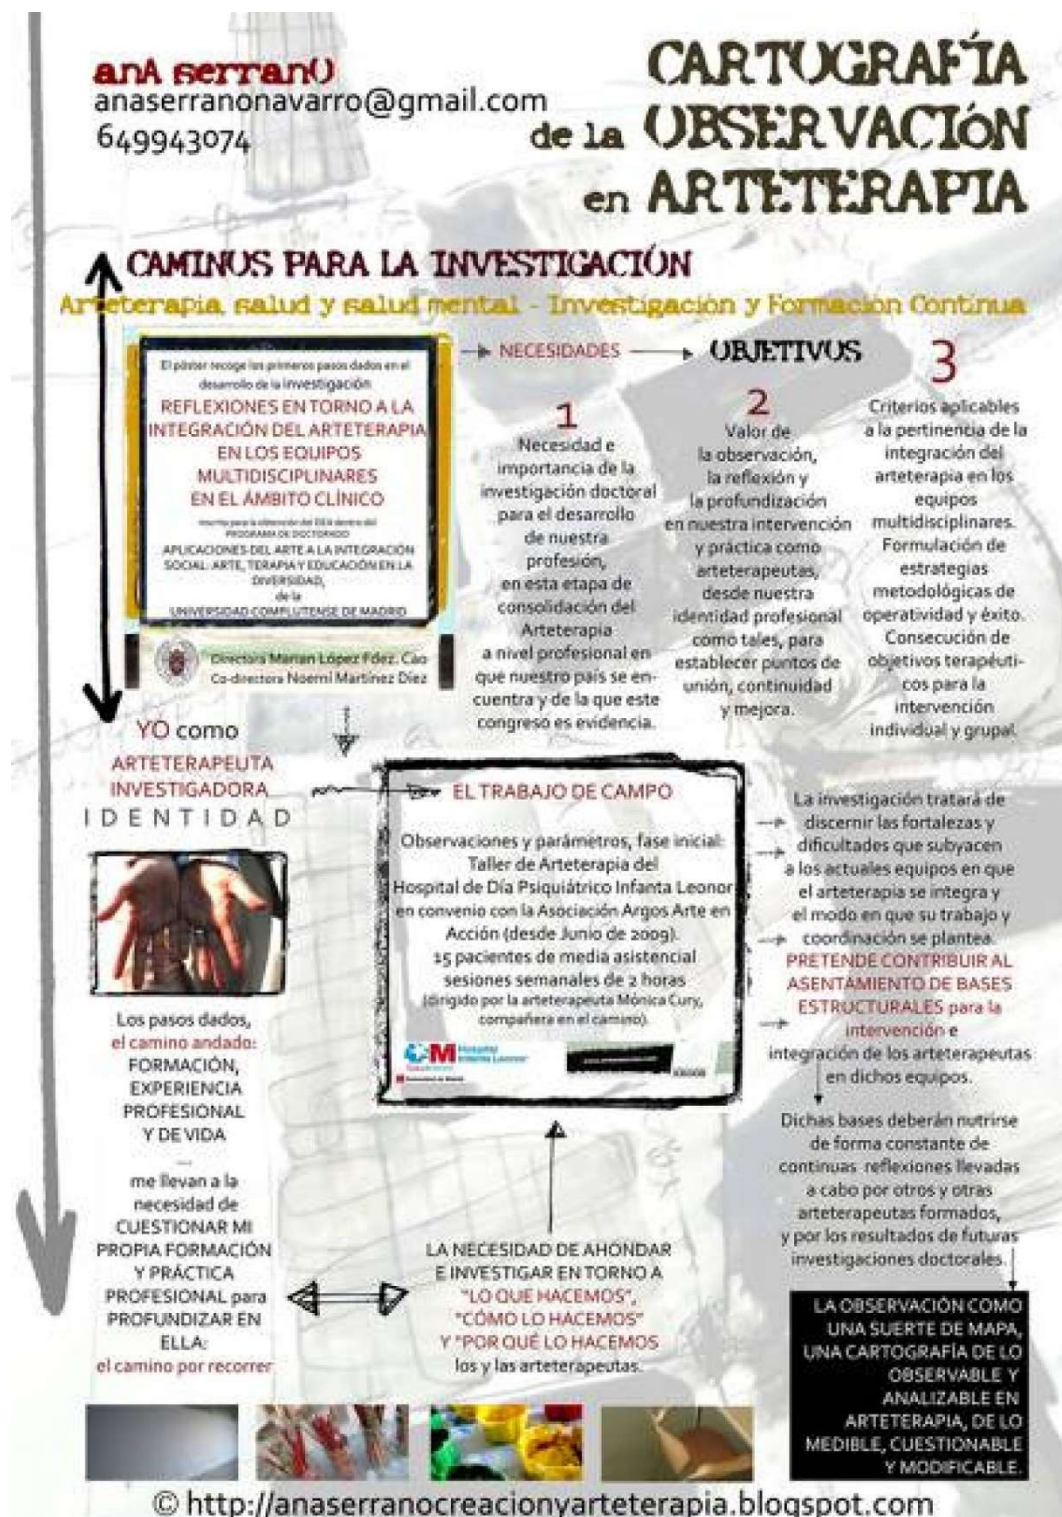 anA serranO
anaserranonavarro@gmail.com
649943074
CARTOGRAFÍA
de la OBSERVACIÓN
en ARTETERAPIA
CAMINOS PARA LA INVESTIGACIÓN
Arteterapia salud y salud mental - Investigación y Formación Continua
El póster recoge los primeros pasos dados en el
desarrollo de la investigación
REFLEXIONES EN TORNO A LA
INTEGRACIÓN DEL ARTETERAPIA
EN LOS EQUIPOS
MULTIDISCIPLINARES
EN EL ÁMBITO CLÍNICO
inscrita para la obtención del DEA dentro del
PROGRAMA DE DOCTORADO
APLICACIONES DEL ARTE A LA INTEGRACIÓN
SOCIAL: ARTE, TERAPIA Y EDUCACIÓN EN LA
DIVERSIDAD,
de la
UNIVERSIDAD COMPLUTENSE DE MADRID
Directora Marian López Fdez. Cao
Co-directora Noemí Martínez Díez
NECESIDADES
OBJETIVOS
1
Necesidad e
importancia de la
investigación doctoral
para el desarrollo
de nuestra
profesión,
en esta etapa de
consolidación del
Arteterapia
a nivel profesional en
que nuestro país se en-
cuentra y de la que este
congreso es evidencia.
2
Valor de
la observación,
la reflexión y
la profundización
en nuestra intervención
y práctica como
arteterapeutas,
desde nuestra
identidad profesional
como tales, para
establecer puntos de
unión, continuidad
y mejora.
3
Criterios aplicables
a la pertinencia de la
integración del
arteterapia en los
equipos
multidisciplinares.
Formulación de
estrategias
metodológicas de
operatividad y éxito.
Consecución de
objetivos terapéuti-
cos para la
intervención
individual y grupal.
YO como
ARTETERAPEUTA
INVESTIGADORA
IDENTIDAD
Los pasos dados,
el camino andado:
FORMACIÓN,
EXPERIENCIA
PROFESIONAL
Y DE VIDA
...
me llevan a la
necesidad de
CUESTIONAR MI
PROPIA FORMACIÓN
Y PRÁCTICA
PROFESIONAL para
PROFUNDIZAR EN
ELLA:
el camino por recorrer
EL TRABAJO DE CAMPO
Observaciones y parámetros, fase inicial:
Taller de Arteterapia del
Hospital de Día Psiquiátrico Infanta Leonor
en convenio con la Asociación Argos Arte en
Acción (desde Junio de 2009).
15 pacientes de media asistencial
sesiones semanales de 2 horas
(dirigido por la arteterapeuta Mónica Cury,
compañera en el camino).
Hospital
Infanta Leonor
Comunidad de Madrid
LA NECESIDAD DE AHONDAR
E INVESTIGAR EN TORNO A
"LO QUE HACEMOS",
"CÓMO LO HACEMOS"
Y "POR QUÉ LO HACEMOS
los y las arteterapeutas.
La investigación tratará de
discernir las fortalezas y
dificultades que subyacen
a los actuales equipos en que
el arteterapia se integra y
el modo en que su trabajo y
coordinación se plantea.
PRETENDE CONTRIBUIR AL
ASENTAMIENTO DE BASES
ESTRUCTURALES para la
intervención e
integración de los arteterapeutas
en dichos equipos.
Dichas bases deberán nutrirse
de forma constante de
continuas reflexiones llevadas
a cabo por otros y otras
arteterapeutas formados,
y por los resultados de futuras
investigaciones doctorales.
LA OBSERVACIÓN COMO
UNA SUERTE DE MAPA,
UNA CARTOGRAFÍA DE LO
OBSERVABLE Y
ANALIZABLE EN
ARTETERAPIA, DE LO
MEDIBLE, CUESTIONABLE
Y MODIFICABLE.
© http://anaserranocreacionyarteterapia.blogspot.com